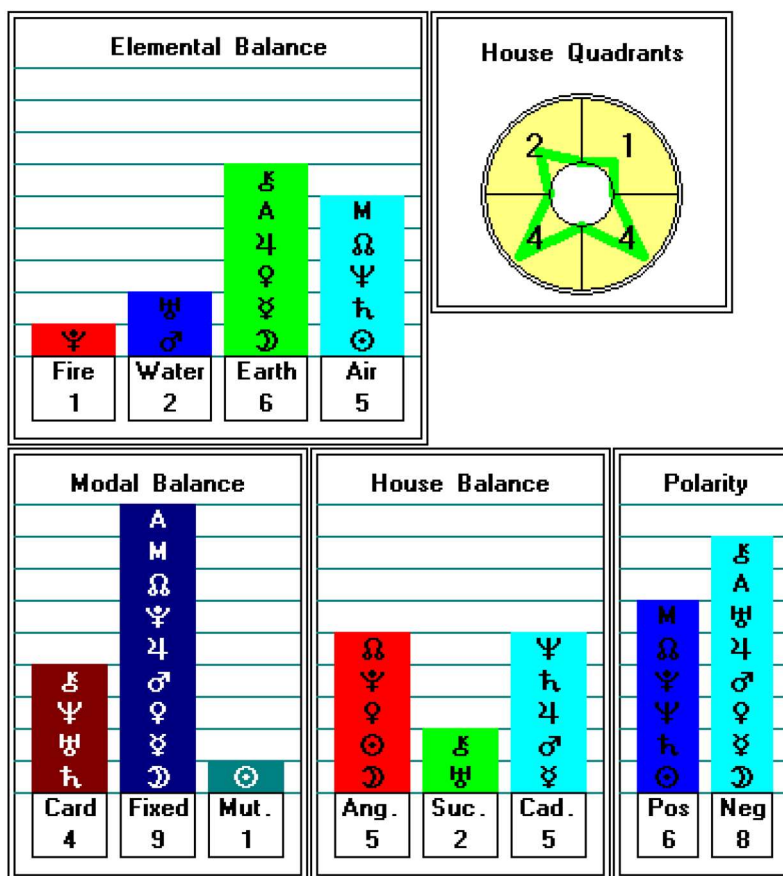 Elemental Balance
⚷
A
♃
♀
☿
☽
M
☊
♆
♄
☉
♅
♂
♇
Fire Water Earth Air
1 2 6 5
House Quadrants
2 1
4 4
Modal Balance
⚷
♆
♅
♄
A
M
☊
♇
♃
♂
♀
☿
☽
☉
Card Fixed Mut.
4 9 1
House Balance
☊
♇
♀
☉
☽
⚷
♅
♆
♄
♃
♂
☿
Ang. Suc. Cad.
5 2 5
Polarity
M
☊
♇
♆
♄
☉
⚷
A
♅
♃
♂
♀
☿
☽
Pos Neg
6 8